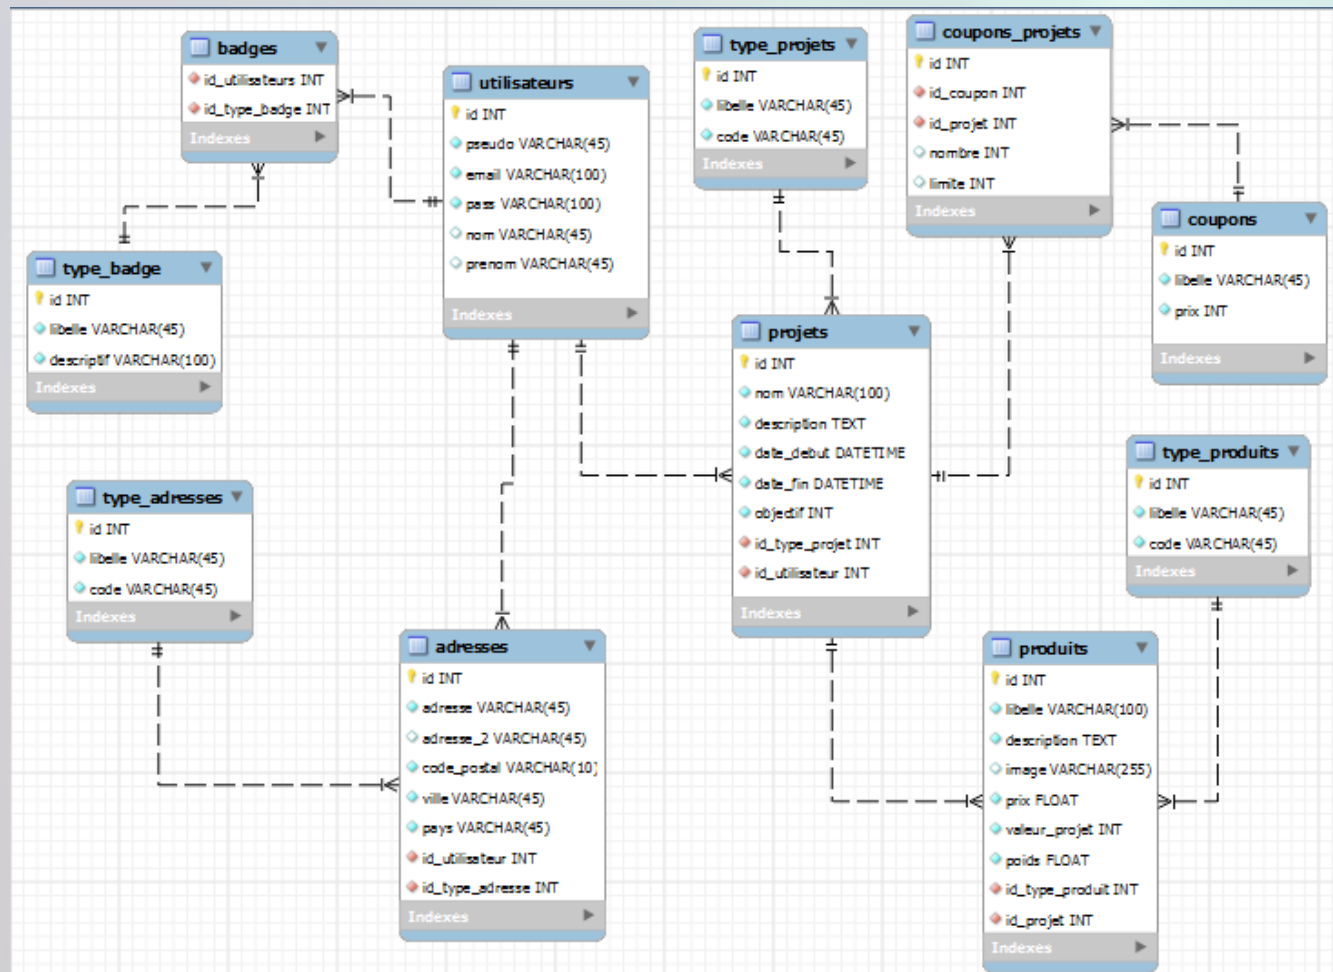 badges
id_utilisateurs INT
id_type_badge INT
Indexes
utilisateurs
id INT
pseudo VARCHAR(45)
email VARCHAR(100)
pass VARCHAR(100)
nom VARCHAR(45)
prenom VARCHAR(45)
Indexes
type_projets
id INT
libelle VARCHAR(45)
code VARCHAR(45)
Indexes
coupons_projets
id INT
id_coupon INT
id_projet INT
nombre INT
limite INT
Indexes
coupons
id INT
libelle VARCHAR(45)
prix INT
Indexes
type_badge
id INT
libelle VARCHAR(45)
descriptif VARCHAR(100)
Indexes
projets
id INT
nom VARCHAR(100)
description TEXT
date_debut DATETIME
date_fin DATETIME
objectif INT
id_type_projet INT
id_utilisateur INT
Indexes
type_produits
id INT
libelle VARCHAR(45)
code VARCHAR(45)
Indexes
type_adresses
id INT
libelle VARCHAR(45)
code VARCHAR(45)
Indexes
adresses
id INT
adresse VARCHAR(45)
adresse_2 VARCHAR(45)
code_postal VARCHAR(10)
ville VARCHAR(45)
pays VARCHAR(45)
id_utilisateur INT
id_type_adresse INT
Indexes
produits
id INT
libelle VARCHAR(100)
description TEXT
image VARCHAR(255)
prix FLOAT
valeur_projet INT
poids FLOAT
id_type_produit INT
id_projet INT
Indexes